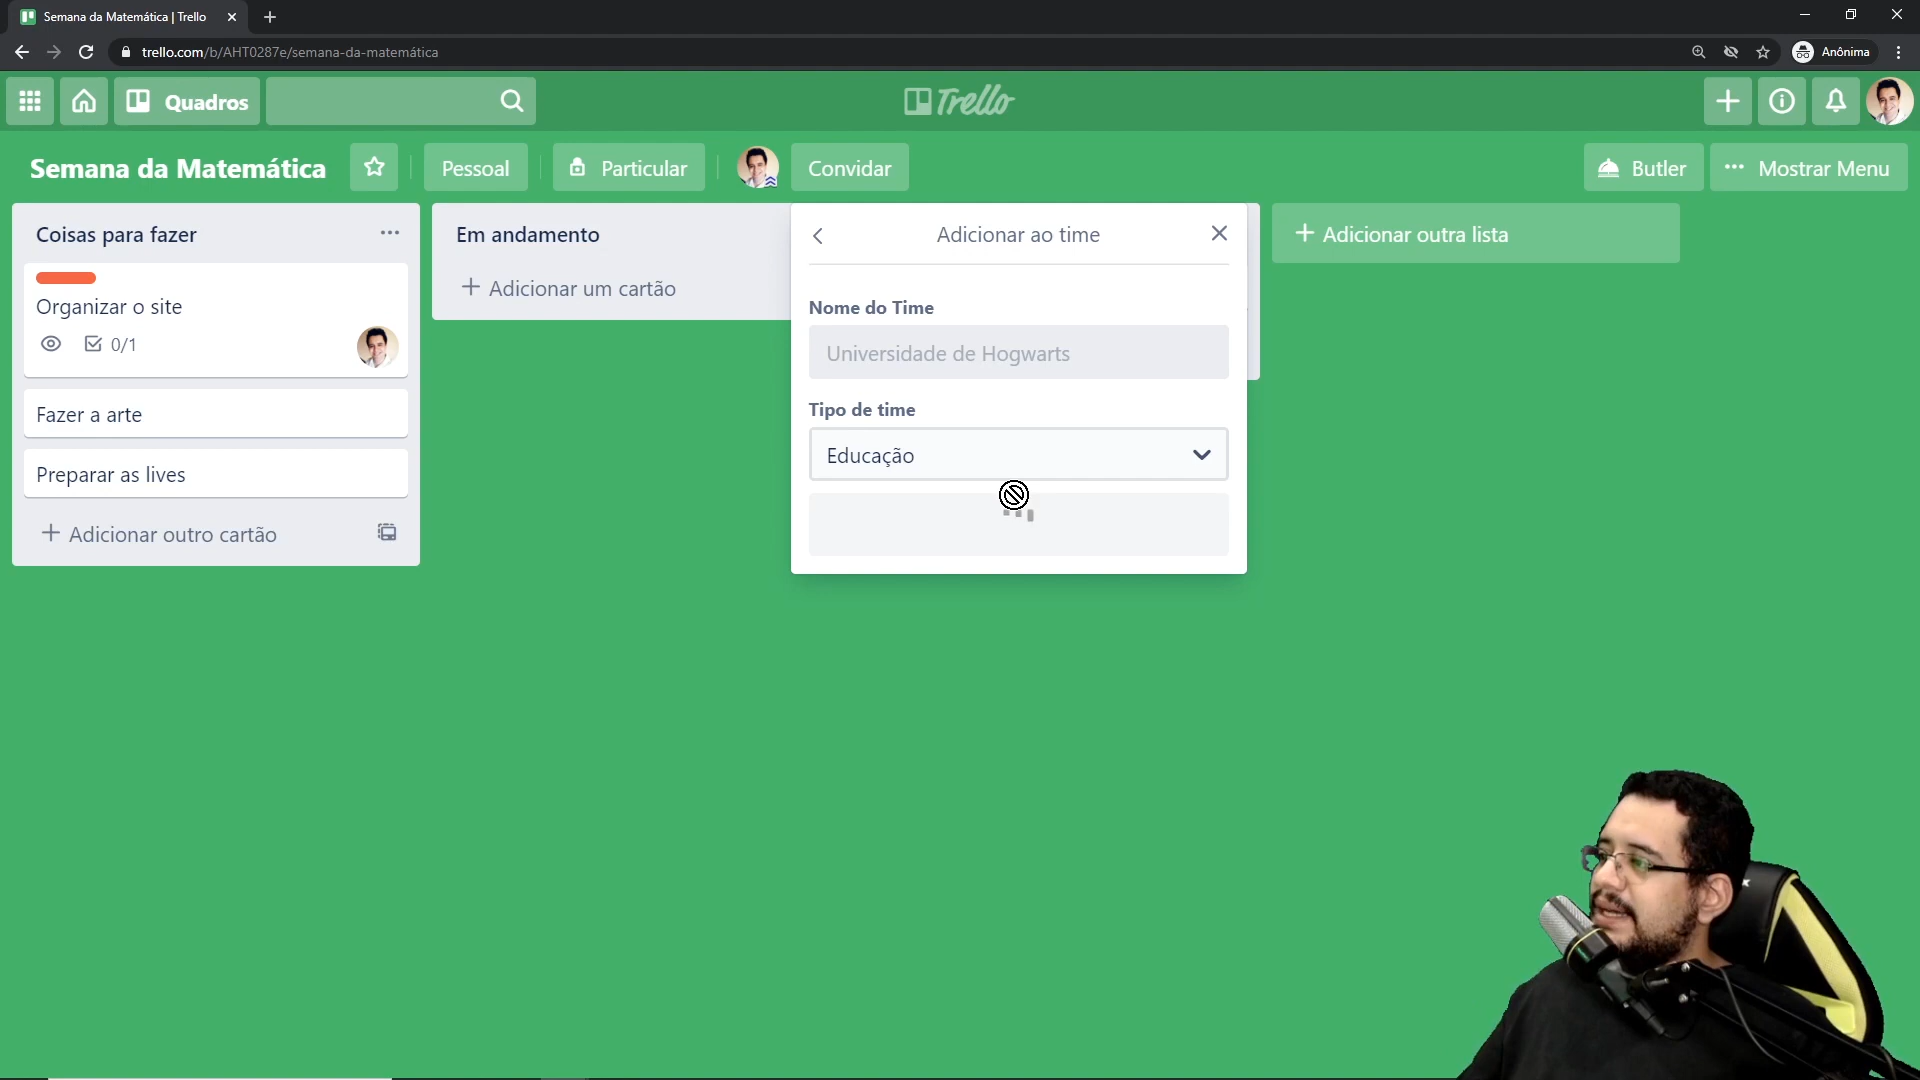 Semana da Matemática | Trello
trello.com/b/AHT0287e/semana-da-matemática
Anônima
Quadros
Trello
Semana da Matemática
Pessoal
Particular
Convidar
Butler
Mostrar Menu
Coisas para fazer
Organizar o site
0/1
Fazer a arte
Preparar as lives
Adicionar outro cartão
Em andamento
Adicionar um cartão
Adicionar ao time
Nome do Time
Universidade de Hogwarts
Tipo de time
Educação
Adicionar outra lista